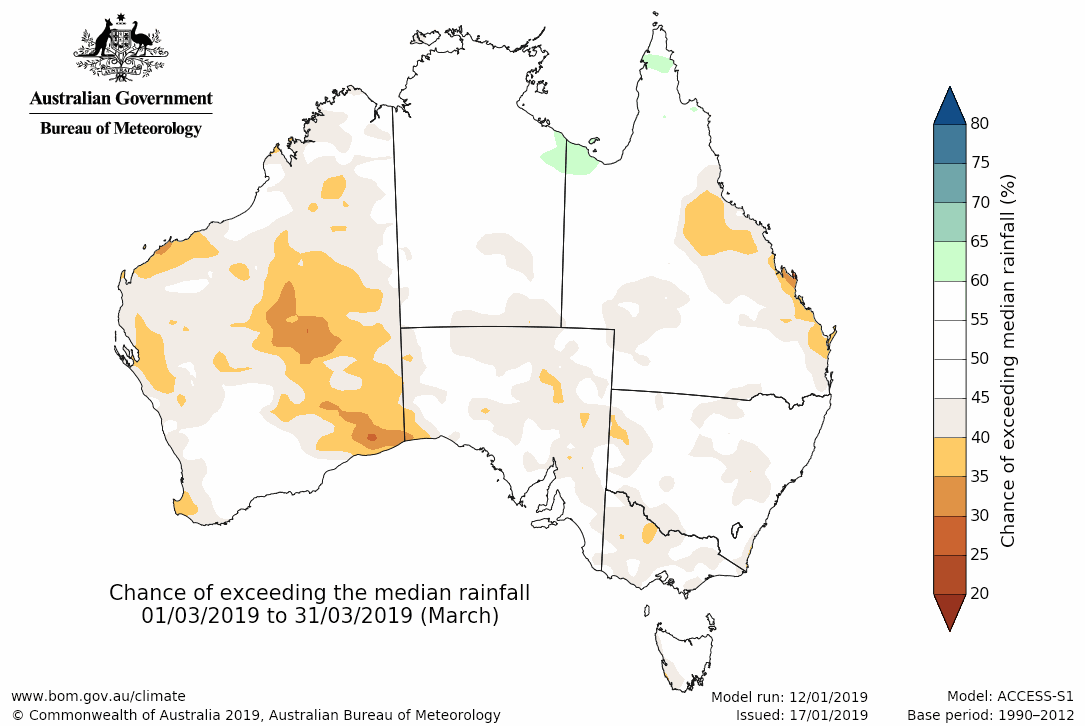 Australian Government
Bureau of Meteorology
80
75
70
65
60
55
50
45
40
35
30
25
20
Chance of exceeding median rainfall (%)
Chance of exceeding the median rainfall
01/03/2019 to 31/03/2019 (March)
www.bom.gov.au/climate
© Commonwealth of Australia 2019, Australian Bureau of Meteorology
Model run: 12/01/2019
Issued: 17/01/2019
Model: ACCESS-S1
Base period: 1990–2012